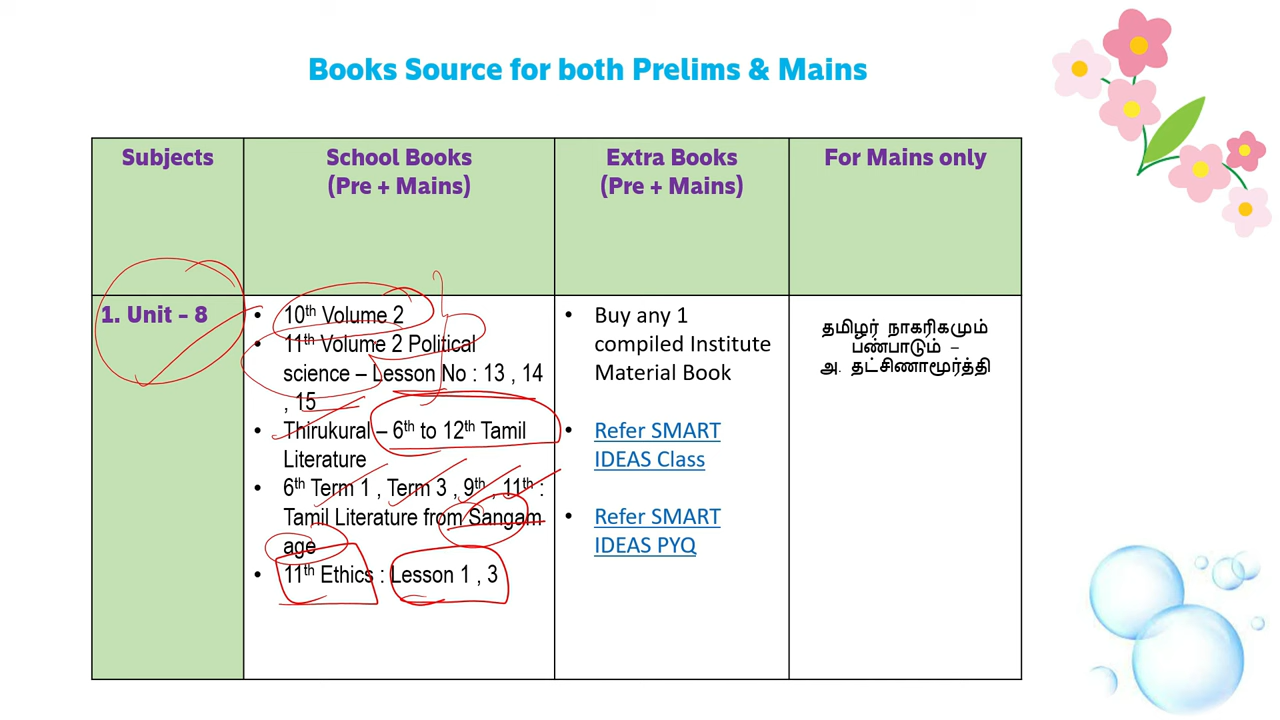 Books Source for both Prelims & Mains
Subjects
School Books
(Pre + Mains)
Extra Books
(Pre + Mains)
For Mains only
1. Unit – 8
• 10th Volume 2
• 11th Volume 2 Political
science – Lesson No : 13 , 14
, 15
• Thirukural – 6th to 12th Tamil
Literature
• 6th Term 1 , Term 3 , 9th , 11th :
Tamil Literature from Sangam
age
• 11th Ethics : Lesson 1 , 3
• Buy any 1
compiled Institute
Material Book
• Refer SMART
IDEAS Class
• Refer SMART
IDEAS PYQ
தமிழர் நாகரிகமும்
பண்பாடும் –
அ. தட்சிணாமூர்த்தி